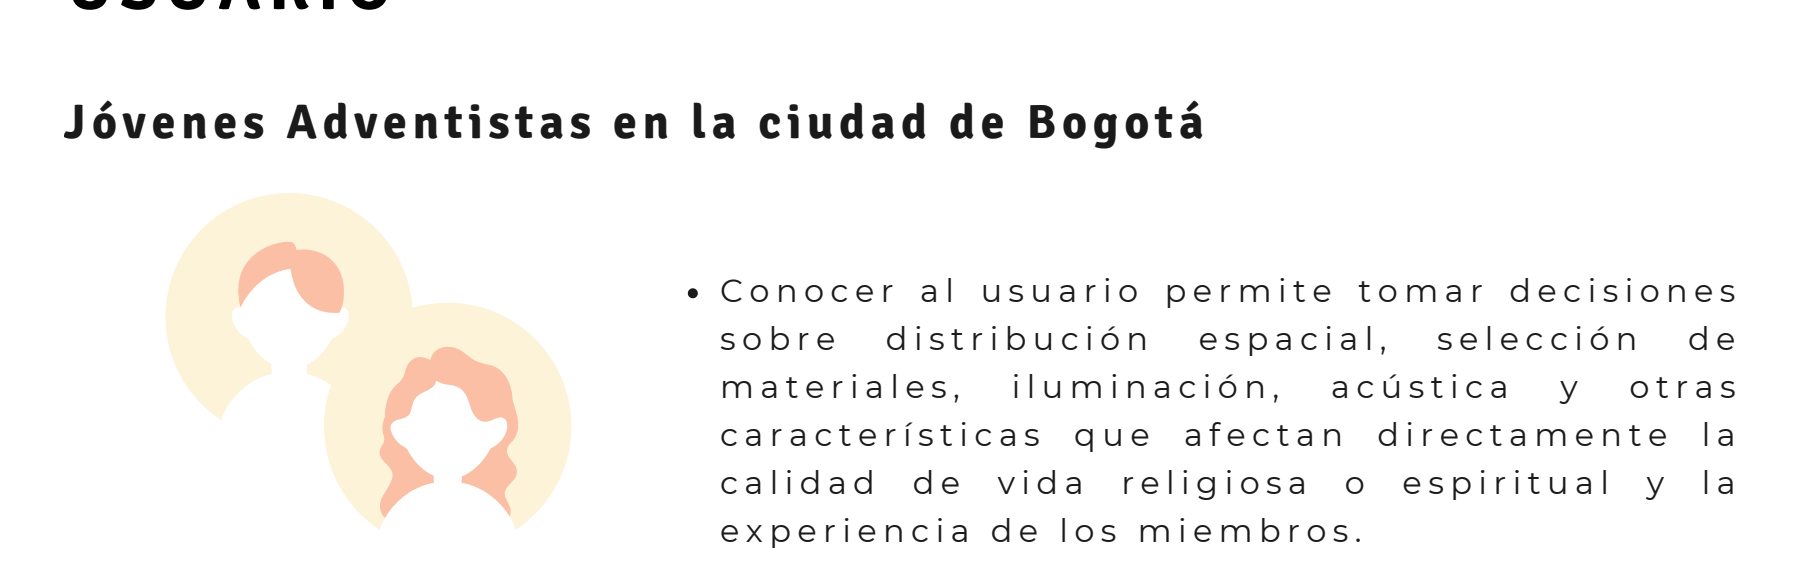 USUARIO
Jóvenes Adventistas en la ciudad de Bogotá
• Conocer al usuario permite tomar decisiones
sobre distribución espacial, selección de
materiales, iluminación, acústica y otras
características que afectan directamente la
calidad de vida religiosa o espiritual y la
experiencia de los miembros.